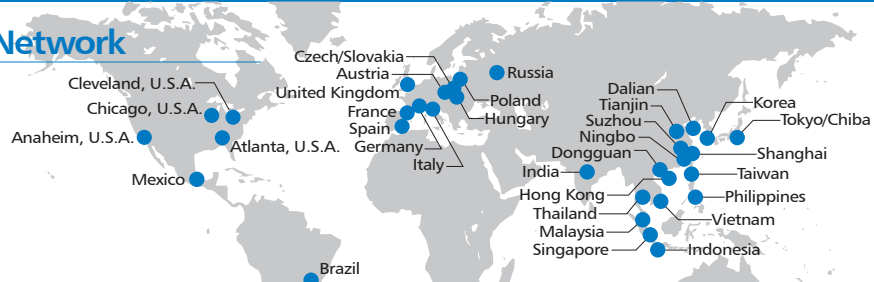 Network
Cleveland, U.S.A.
Chicago, U.S.A.
Anaheim, U.S.A.
Atlanta, U.S.A.
Mexico
Brazil
Czech/Slovakia
Austria
United Kingdom
France
Spain
Germany
Italy
Russia
Poland
Hungary
Dalian
Tianjin
Suzhou
Ningbo
Dongguan
India
Hong Kong
Thailand
Malaysia
Singapore
Korea
Tokyo/Chiba
Shanghai
Taiwan
Philippines
Vietnam
Indonesia